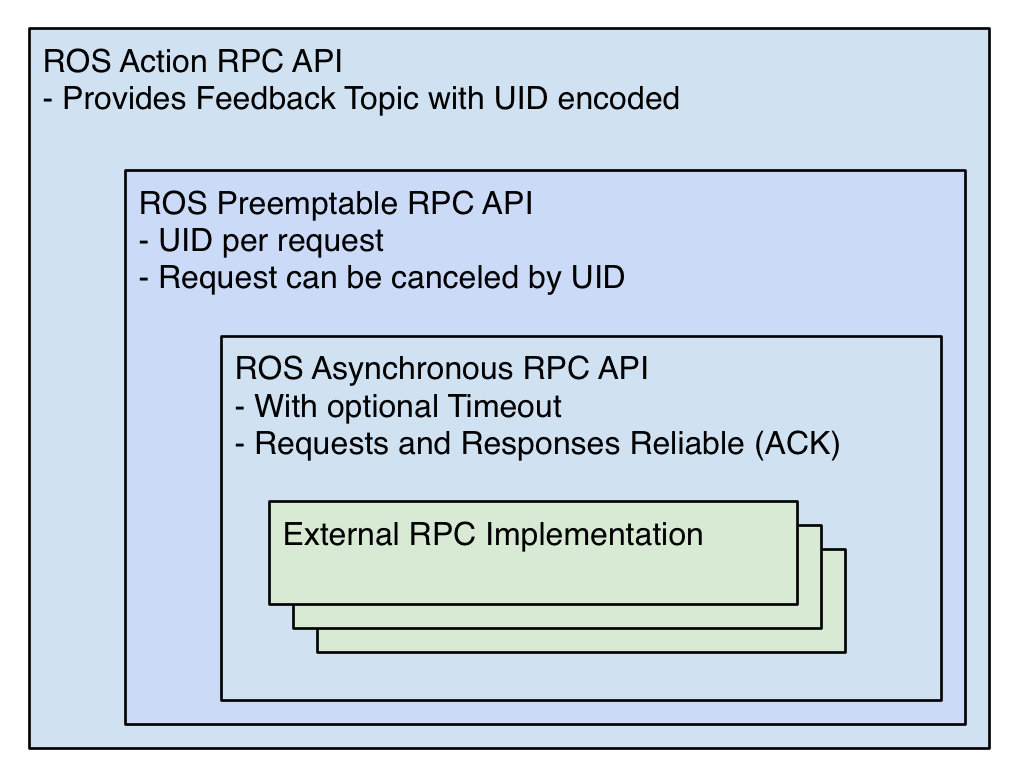 ROS Action RPC API
- Provides Feedback Topic with UID encoded
ROS Preemptable RPC API
- UID per request
- Request can be canceled by UID
ROS Asynchronous RPC API
- With optional Timeout
- Requests and Responses Reliable (ACK)
External RPC Implementation